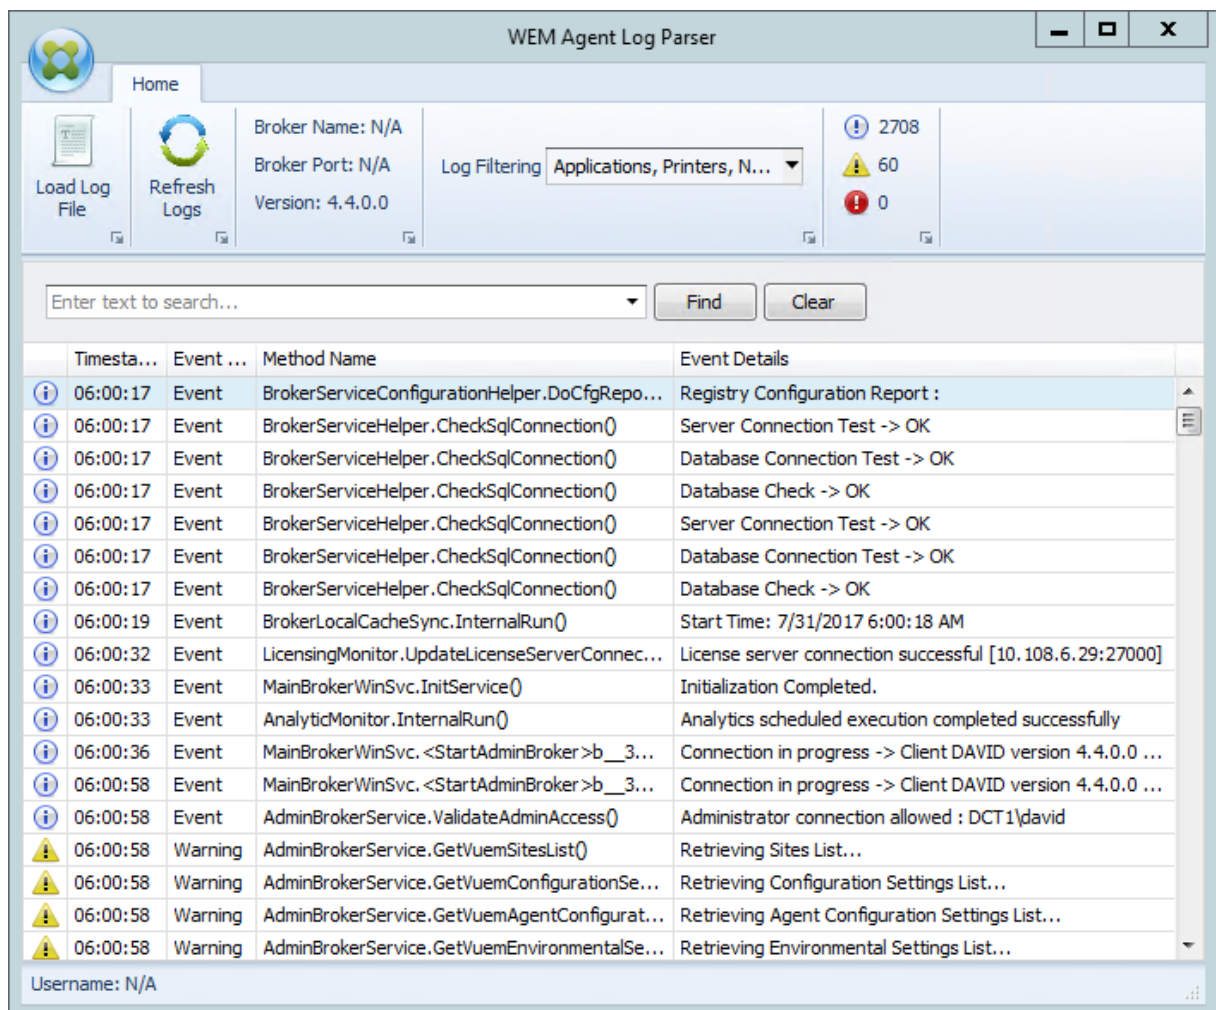 WEM Agent Log Parser
Home
Load Log
File
Refresh
Logs
Broker Name: N/A
Broker Port: N/A
Version: 4.4.0.0
Log Filtering Applications, Printers, N...
2708
60
0
Enter text to search...
Find
Clear
Timesta... Event ... Method Name Event Details
06:00:17 Event BrokerServiceConfigurationHelper.DoCfgRepo... Registry Configuration Report :
06:00:17 Event BrokerServiceHelper.CheckSqlConnection() Server Connection Test -> OK
06:00:17 Event BrokerServiceHelper.CheckSqlConnection() Database Connection Test -> OK
06:00:17 Event BrokerServiceHelper.CheckSqlConnection() Database Check -> OK
06:00:17 Event BrokerServiceHelper.CheckSqlConnection() Server Connection Test -> OK
06:00:17 Event BrokerServiceHelper.CheckSqlConnection() Database Connection Test -> OK
06:00:17 Event BrokerServiceHelper.CheckSqlConnection() Database Check -> OK
06:00:19 Event BrokerLocalCacheSync.InternalRun() Start Time: 7/31/2017 6:00:18 AM
06:00:32 Event LicensingMonitor.UpdateLicenseServerConnec... License server connection successful [10.108.6.29:27000]
06:00:33 Event MainBrokerWinSvc.InitService() Initialization Completed.
06:00:33 Event AnalyticMonitor.InternalRun() Analytics scheduled execution completed successfully
06:00:36 Event MainBrokerWinSvc.<StartAdminBroker>b__3... Connection in progress -> Client DAVID version 4.4.0.0 ...
06:00:58 Event MainBrokerWinSvc.<StartAdminBroker>b__3... Connection in progress -> Client DAVID version 4.4.0.0 ...
06:00:58 Event AdminBrokerService.ValidateAdminAccess() Administrator connection allowed : DCT1\david
06:00:58 Warning AdminBrokerService.GetVuemSitesList() Retrieving Sites List...
06:00:58 Warning AdminBrokerService.GetVuemConfigurationSe... Retrieving Configuration Settings List...
06:00:58 Warning AdminBrokerService.GetVuemAgentConfigurat... Retrieving Agent Configuration Settings List...
06:00:58 Warning AdminBrokerService.GetVuemEnvironmentalSe... Retrieving Environmental Settings List...
Username: N/A